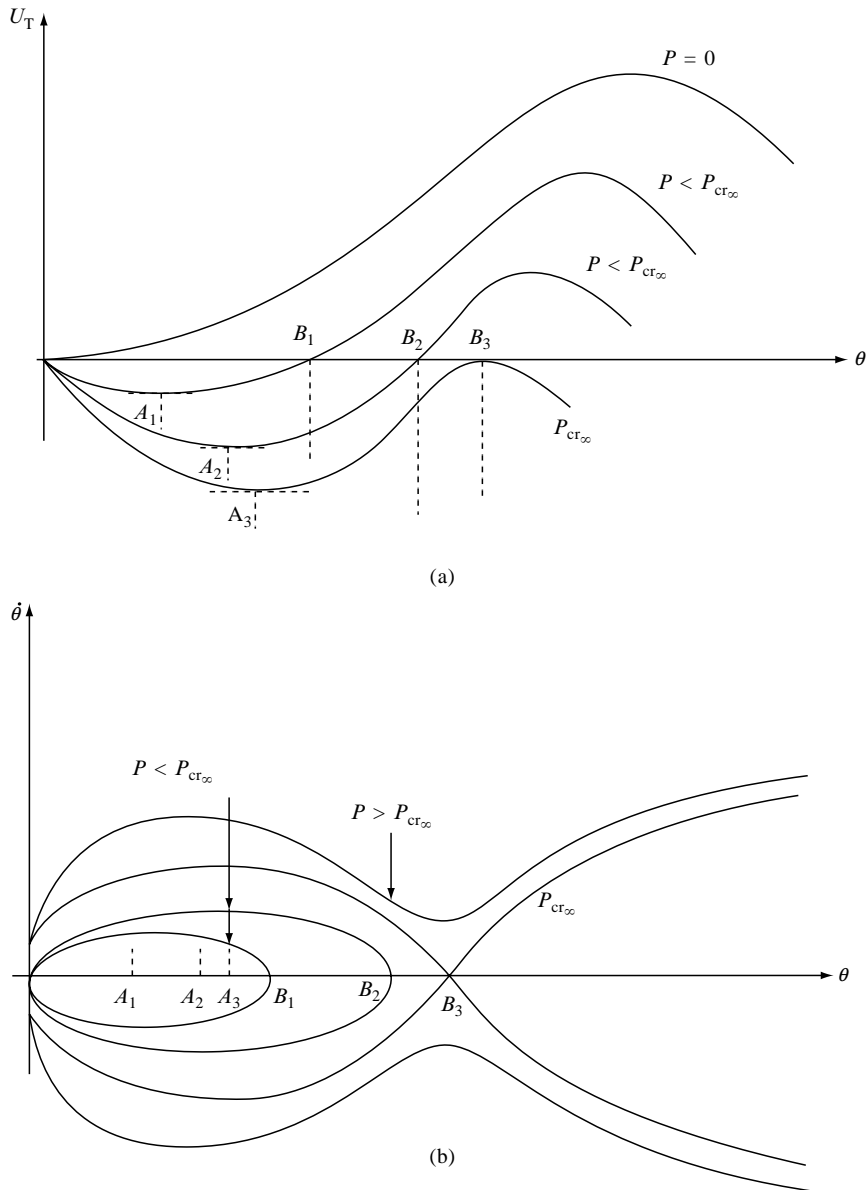 U_T
P = 0
P < P_cr∞
P < P_cr∞
B_1
B_2
B_3
θ
A_1
P_cr∞
A_2
A_3
(a)
θ̇
P < P_cr∞
P > P_cr∞
P_cr∞
θ
A_1
A_2
A_3
B_1
B_2
B_3
(b)